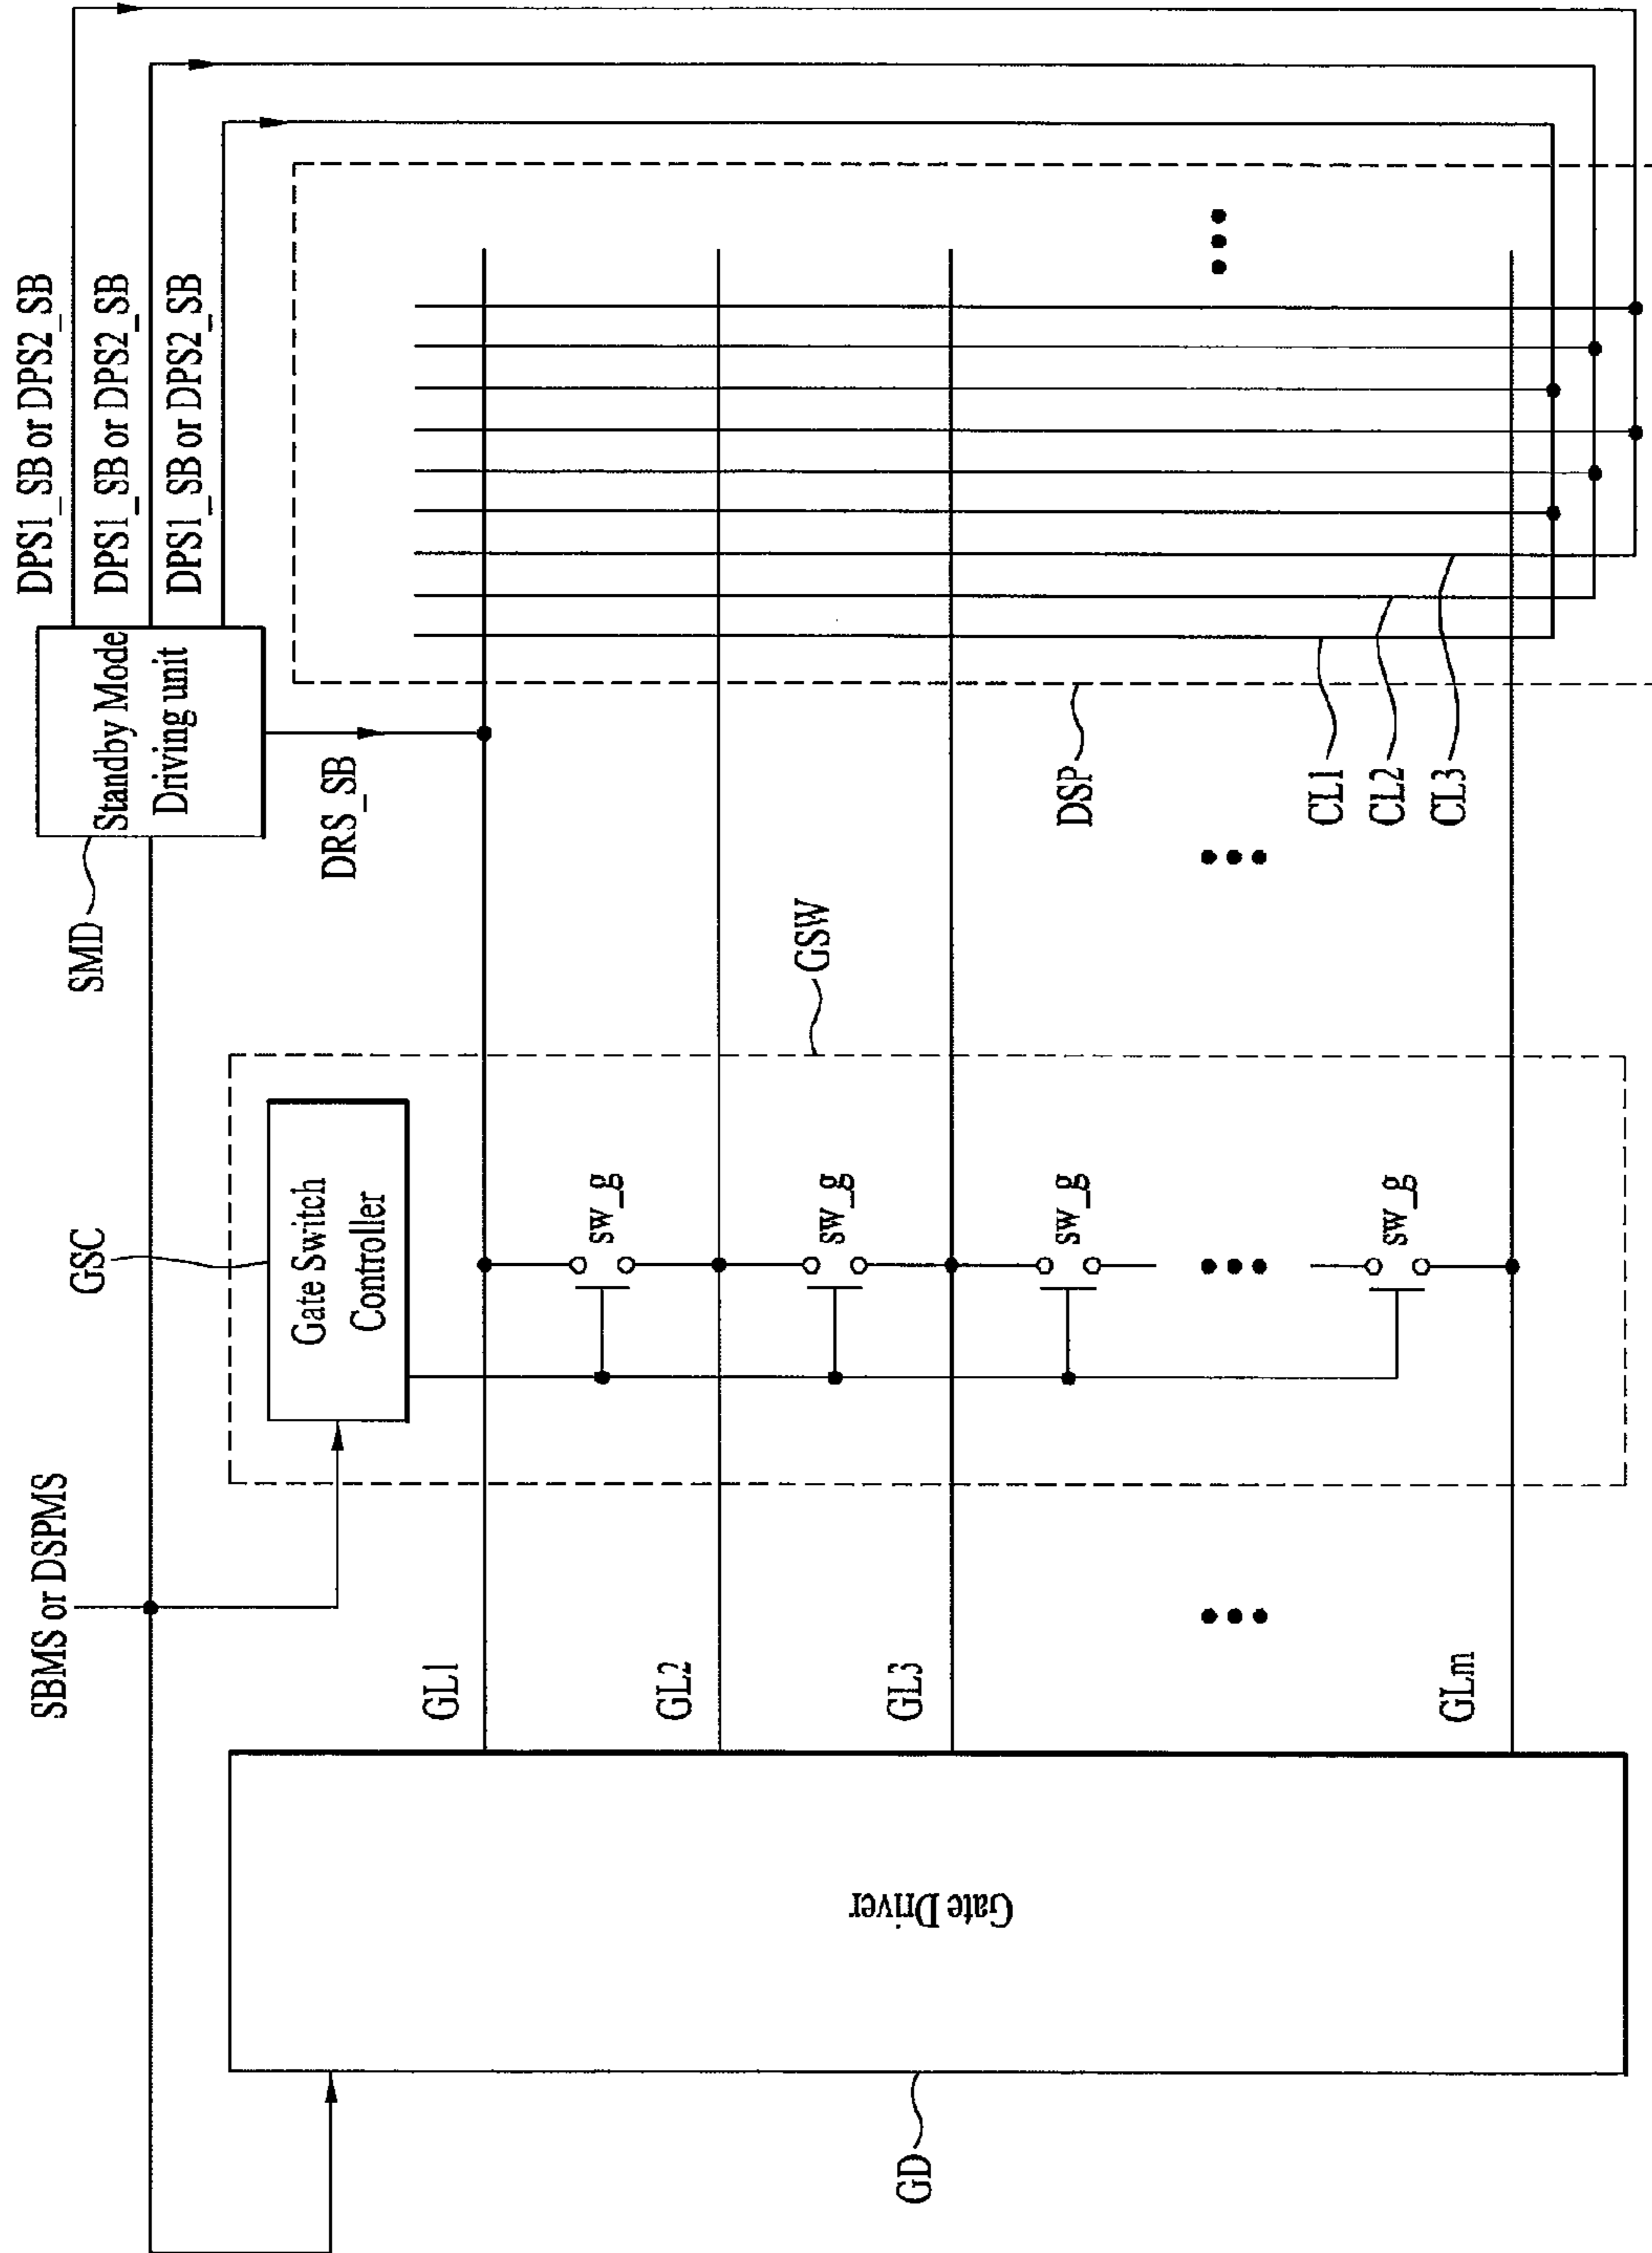 SBMS or DSPMS
GSC
SMD
Standby Mode
Driving unit
DPS1_SB or DPS2_SB
DPS1_SB or DPS2_SB
DPS1_SB or DPS2_SB
DRS_SB
Gate Switch
Controller
GSW
GL1
GL2
GL3
GLm
sw_g
sw_g
sw_g
sw_g
Gate Driver
GD
DSP
CL1
CL2
CL3